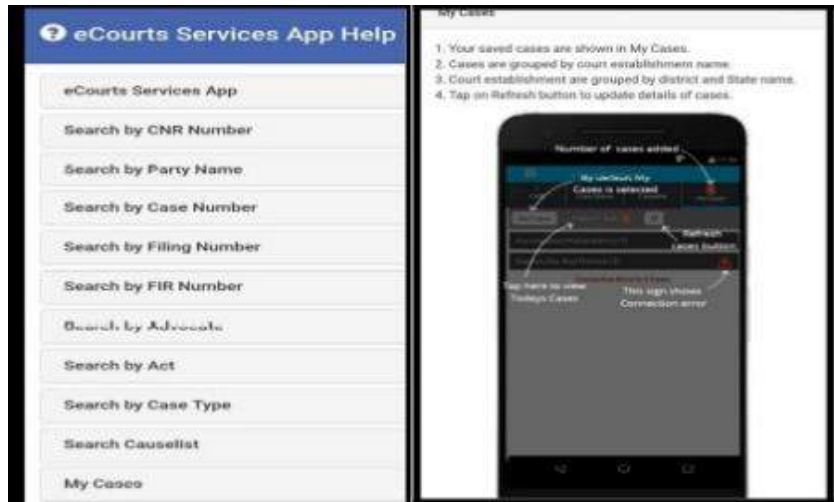 ? eCourts Services App Help
eCourts Services App
Search by CNR Number
Search by Party Name
Search by Case Number
Search by Filing Number
Search by FIR Number
Search by Advocate
Search by Act
Search by Case Type
Search Causelist
My Cases
My Cases
1. Your saved cases are shown in My Cases.
2. Cases are grouped by court establishment name.
3. Court establishment are grouped by district and State name.
4. Tap on Refresh button to update details of cases.
Number of cases added
By default My
Cases is selected
Refresh
cases button
Tap here to view
Todays Cases
This sign shows
Connection error